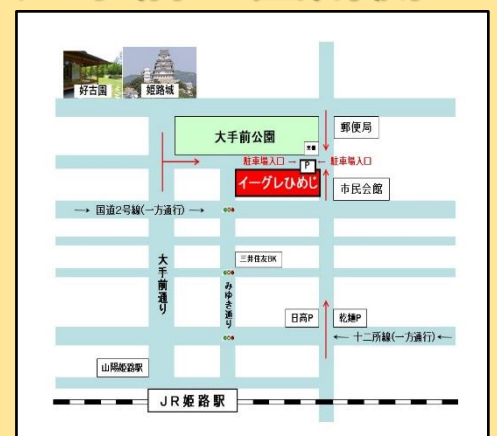 好古園
姫路城
大手前公園
郵便局
駐車場入口
P
駐車場入口
イーグレひめじ
市民会館
国道2号線(一方通行)
三井住友BK
大手前通り
みゆき通り
日高P
乾麺P
十二所線(一方通行)
山陽姫路駅
JR姫路駅